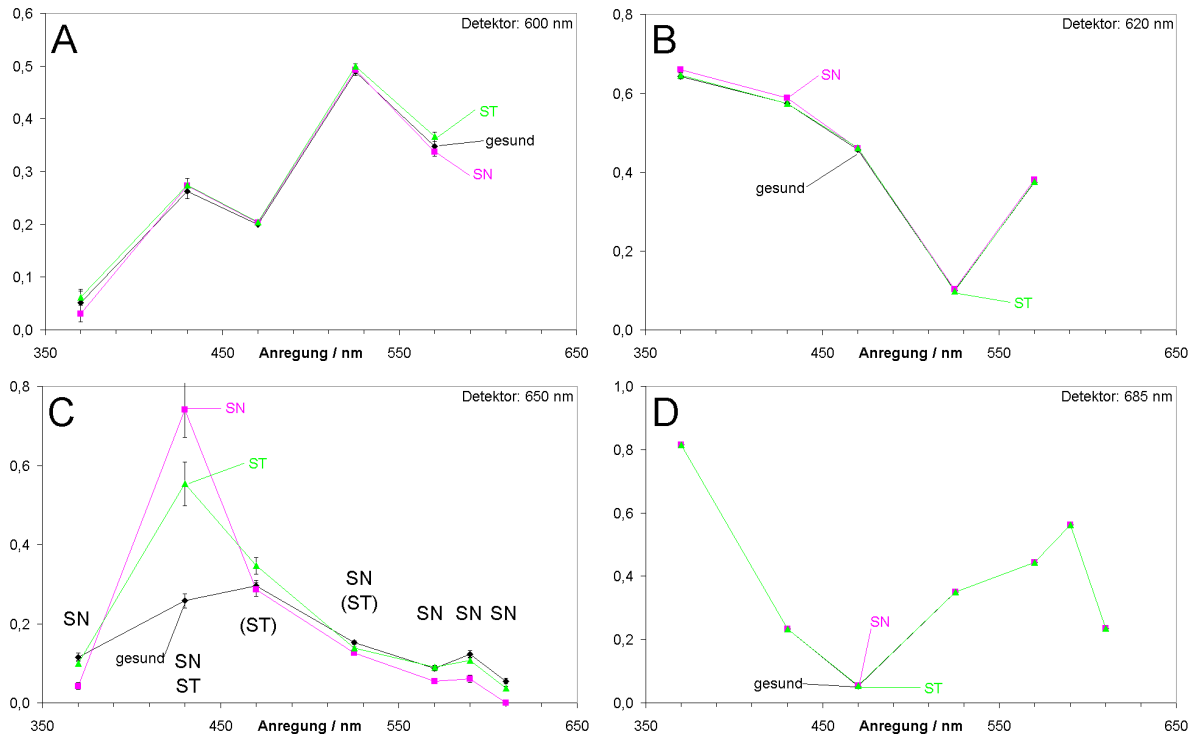 A
Detektor: 600 nm
0,6
0,5
0,4
0,3
0,2
0,1
0,0
ST
gesund
SN
350
450
Anregung / nm
550
650
B
Detektor: 620 nm
0,8
0,6
0,4
0,2
0,0
SN
gesund
ST
350
450
Anregung / nm
550
650
C
Detektor: 650 nm
0,8
0,6
0,4
0,2
0,0
SN
ST
SN
gesund
SN
ST
(ST)
SN
(ST)
SN
SN
SN
350
450
Anregung / nm
550
650
D
Detektor: 685 nm
1,0
0,8
0,6
0,4
0,2
0,0
SN
gesund
ST
350
450
Anregung / nm
550
650